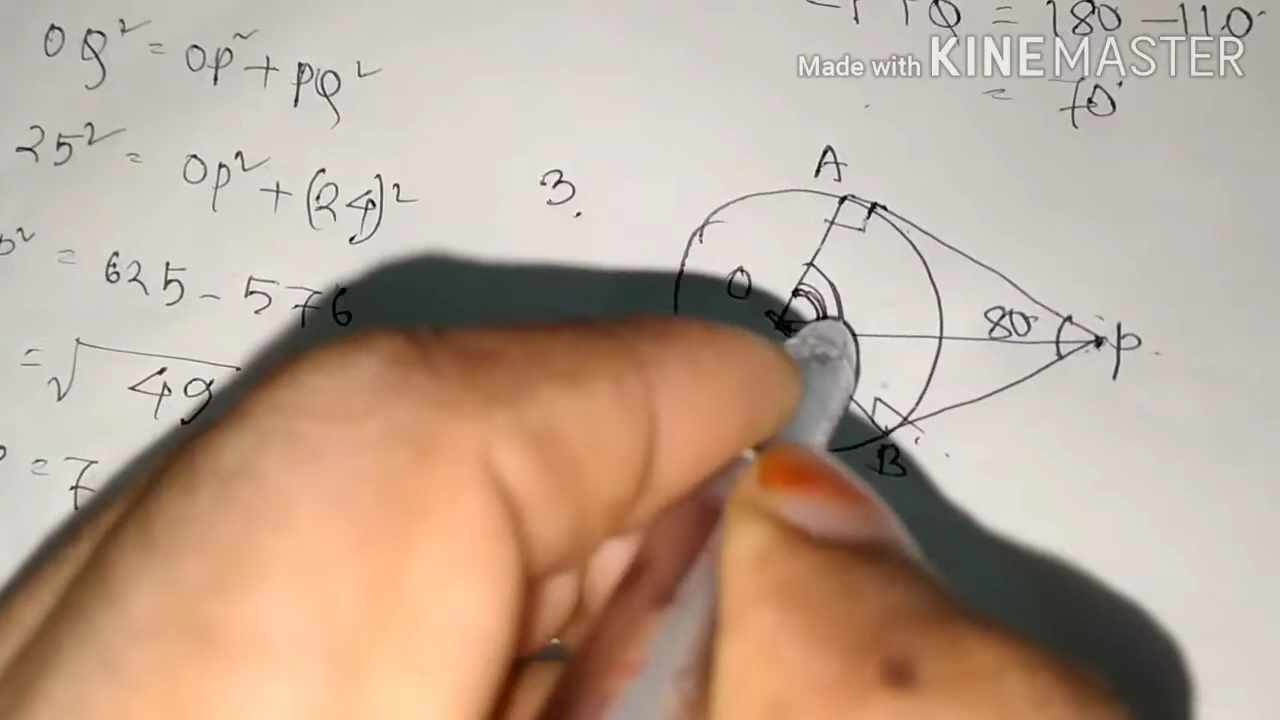 OQ² = OP² + PQ²
25² = OP² + (24)²
² = 625 - 576
= √49
= 7
Q = 180 - 110°
= 70°
Made with KINEMASTER
3.
A
O
80°
P.
B